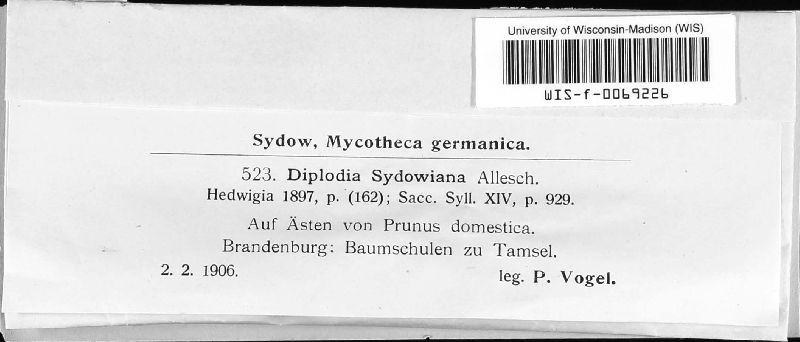 University of Wisconsin-Madison (WIS)
WIS-f-0069226
Sydow, Mycotheca germanica.
523. Diplodia Sydowiana Allesch.
Hedwigia 1897, p. (162); Sacc. Syll. XIV, p. 929.
Auf Ästen von Prunus domestica.
Brandenburg: Baumschulen zu Tamsel.
2. 2. 1906. leg. P. Vogel.